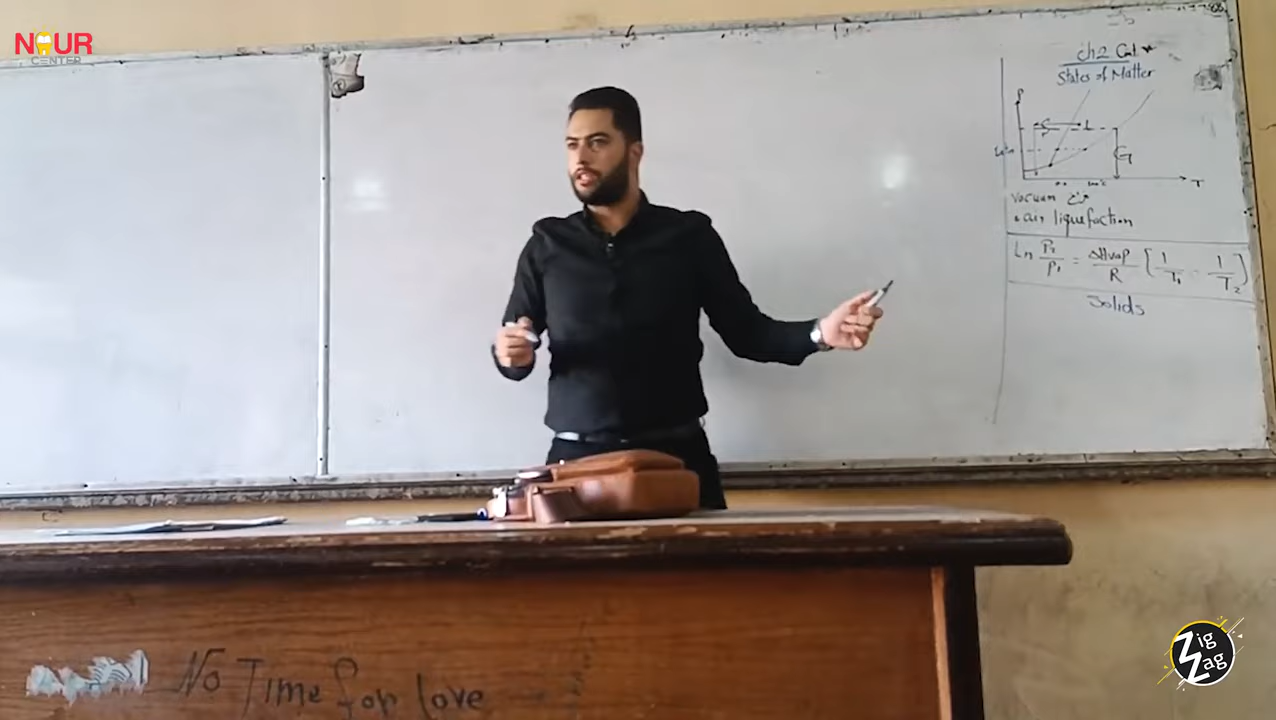 NOUR
CENTER
ch2
States of Matter
P
S
L
G
T
vacuum
air liquefaction
Ln P2/P1 = ΔHvap/R [1/T1 - 1/T2]
Solids
No Time for love
Zig
Zag